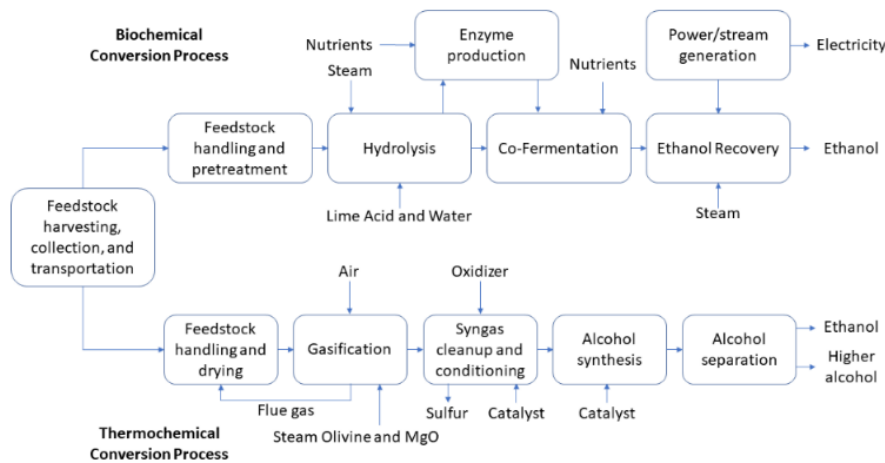 Biochemical
Conversion Process
Nutrients
Steam
Enzyme
production
Nutrients
Power/stream
generation
Electricity
Feedstock
handling and
pretreatment
Hydrolysis
Co-Fermentation
Ethanol Recovery
Ethanol
Lime Acid and Water
Steam
Feedstock
harvesting,
collection, and
transportation
Air
Oxidizer
Feedstock
handling and
drying
Gasification
Syngas
cleanup and
conditioning
Alcohol
synthesis
Alcohol
separation
Ethanol
Higher
alcohol
Flue gas
Sulfur
Catalyst
Catalyst
Steam Olivine and MgO
Thermochemical
Conversion Process